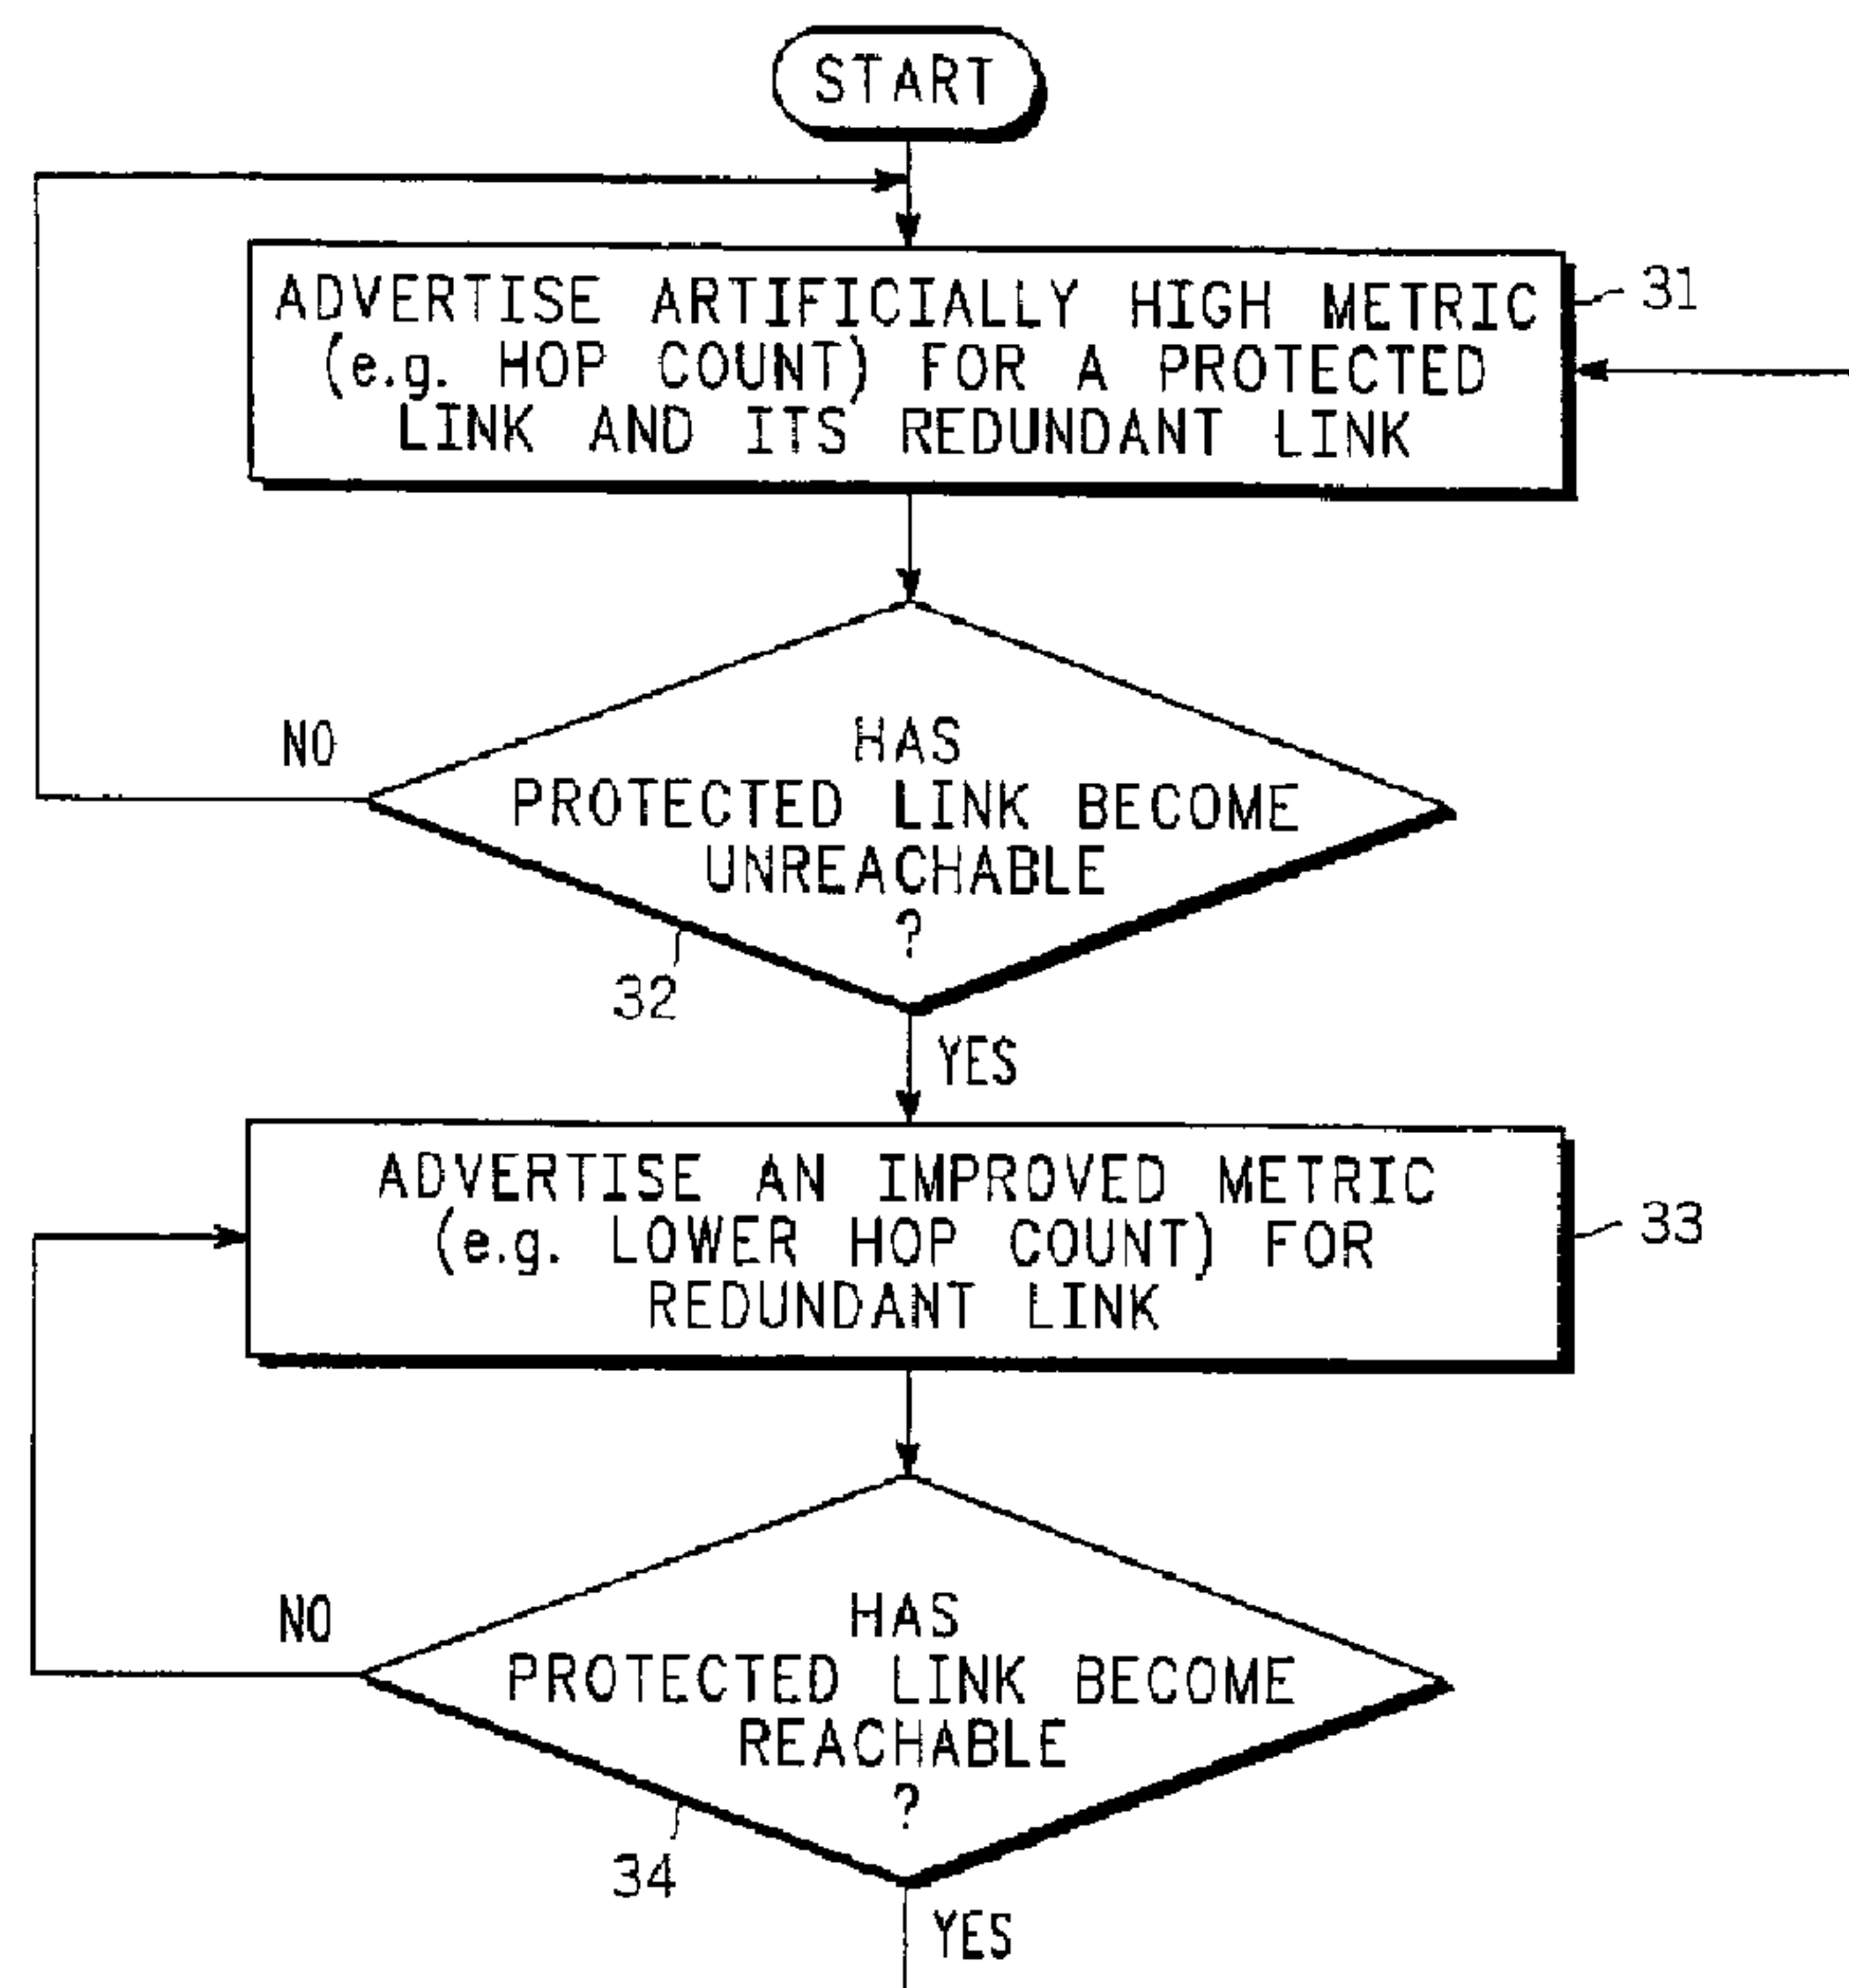 START
ADVERTISE ARTIFICIALLY HIGH METRIC
(e.g. HOP COUNT) FOR A PROTECTED
LINK AND ITS REDUNDANT LINK
31
HAS
PROTECTED LINK BECOME
UNREACHABLE
?
NO
32
YES
ADVERTISE AN IMPROVED METRIC
(e.g. LOWER HOP COUNT) FOR
REDUNDANT LINK
33
HAS
PROTECTED LINK BECOME
REACHABLE
?
NO
34
YES